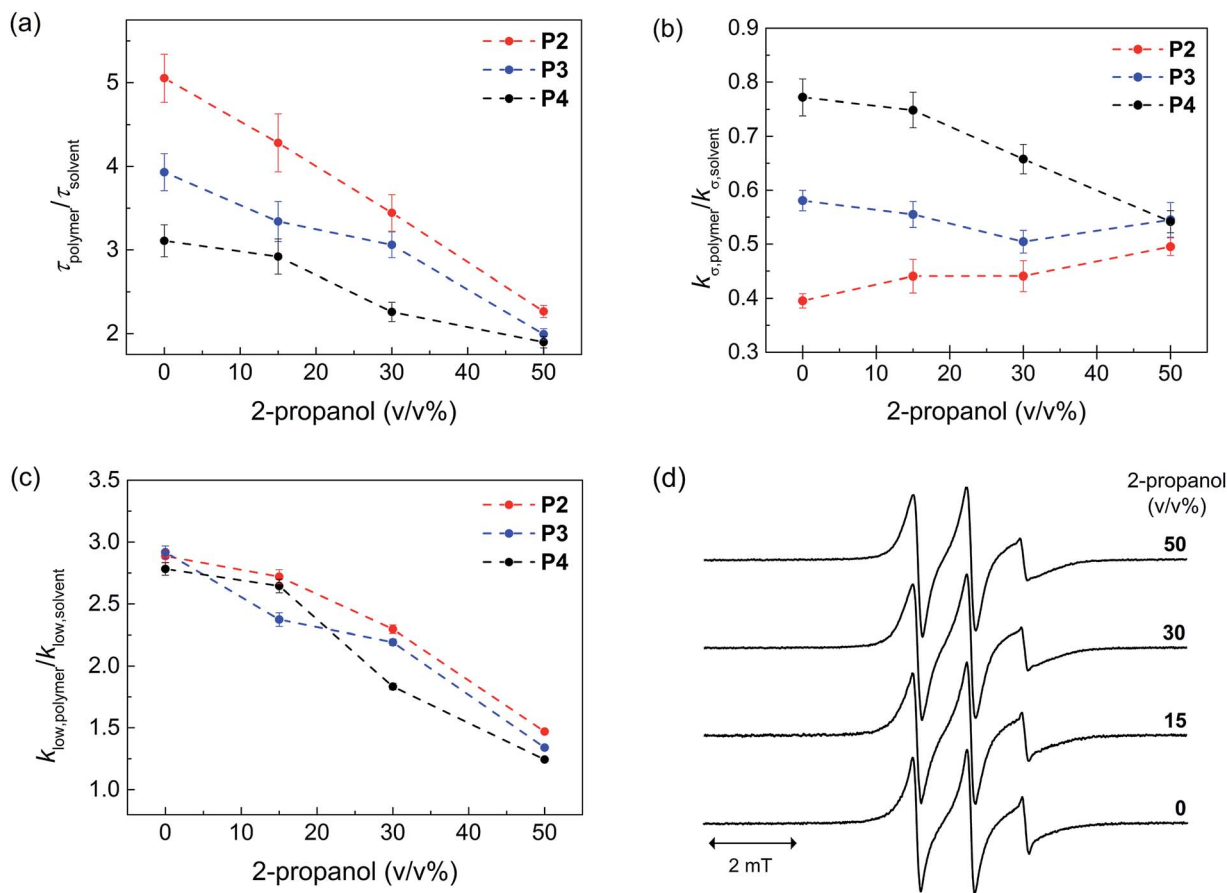 (a)
P2
P3
P4
5
4
3
2
τpolymer/τsolvent
0 10 20 30 40 50
2-propanol (v/v%)
(b)
P2
P3
P4
0.9
0.8
0.7
0.6
0.5
0.4
0.3
kσ,polymer/kσ,solvent
0 10 20 30 40 50
2-propanol (v/v%)
(c)
P2
P3
P4
3.5
3.0
2.5
2.0
1.5
1.0
klow,polymer/klow,solvent
0 10 20 30 40 50
2-propanol (v/v%)
(d)
2-propanol
(v/v%)
50
30
15
0
2 mT